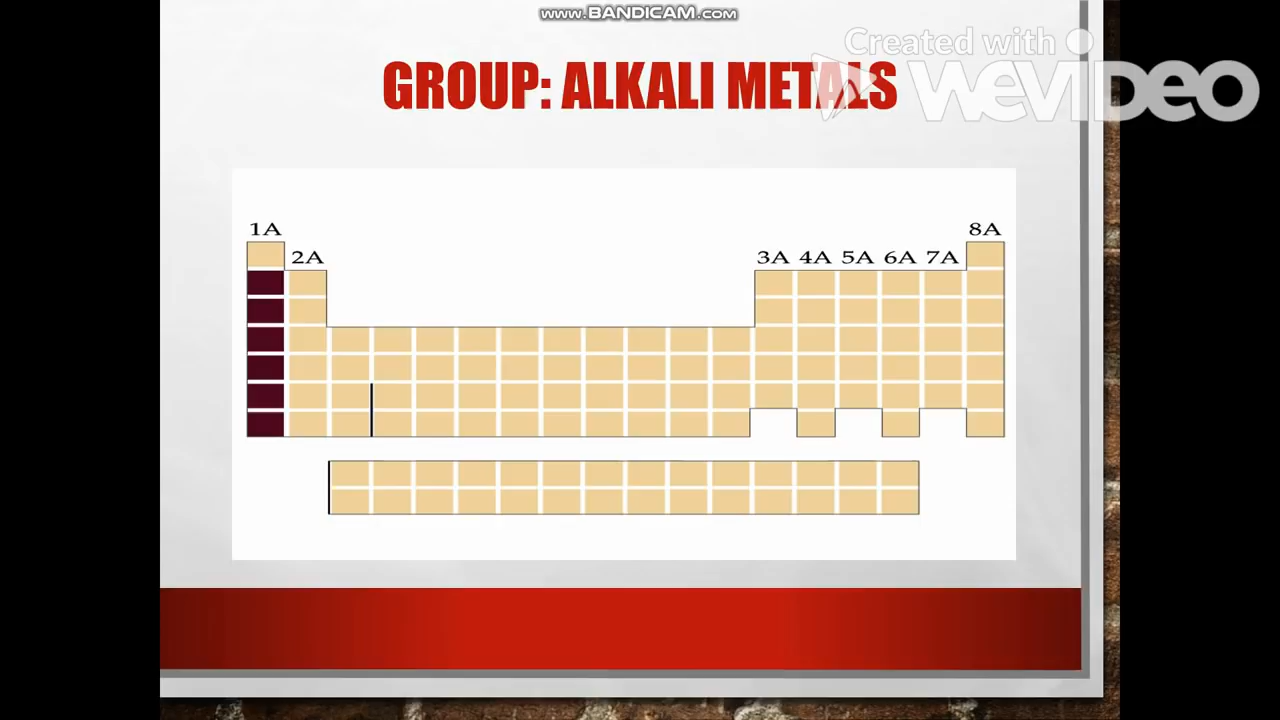 www.BANDICAM.com
Created with
WEVIDEO
GROUP: ALKALI METALS
1A
8A
2A
3A 4A 5A 6A 7A